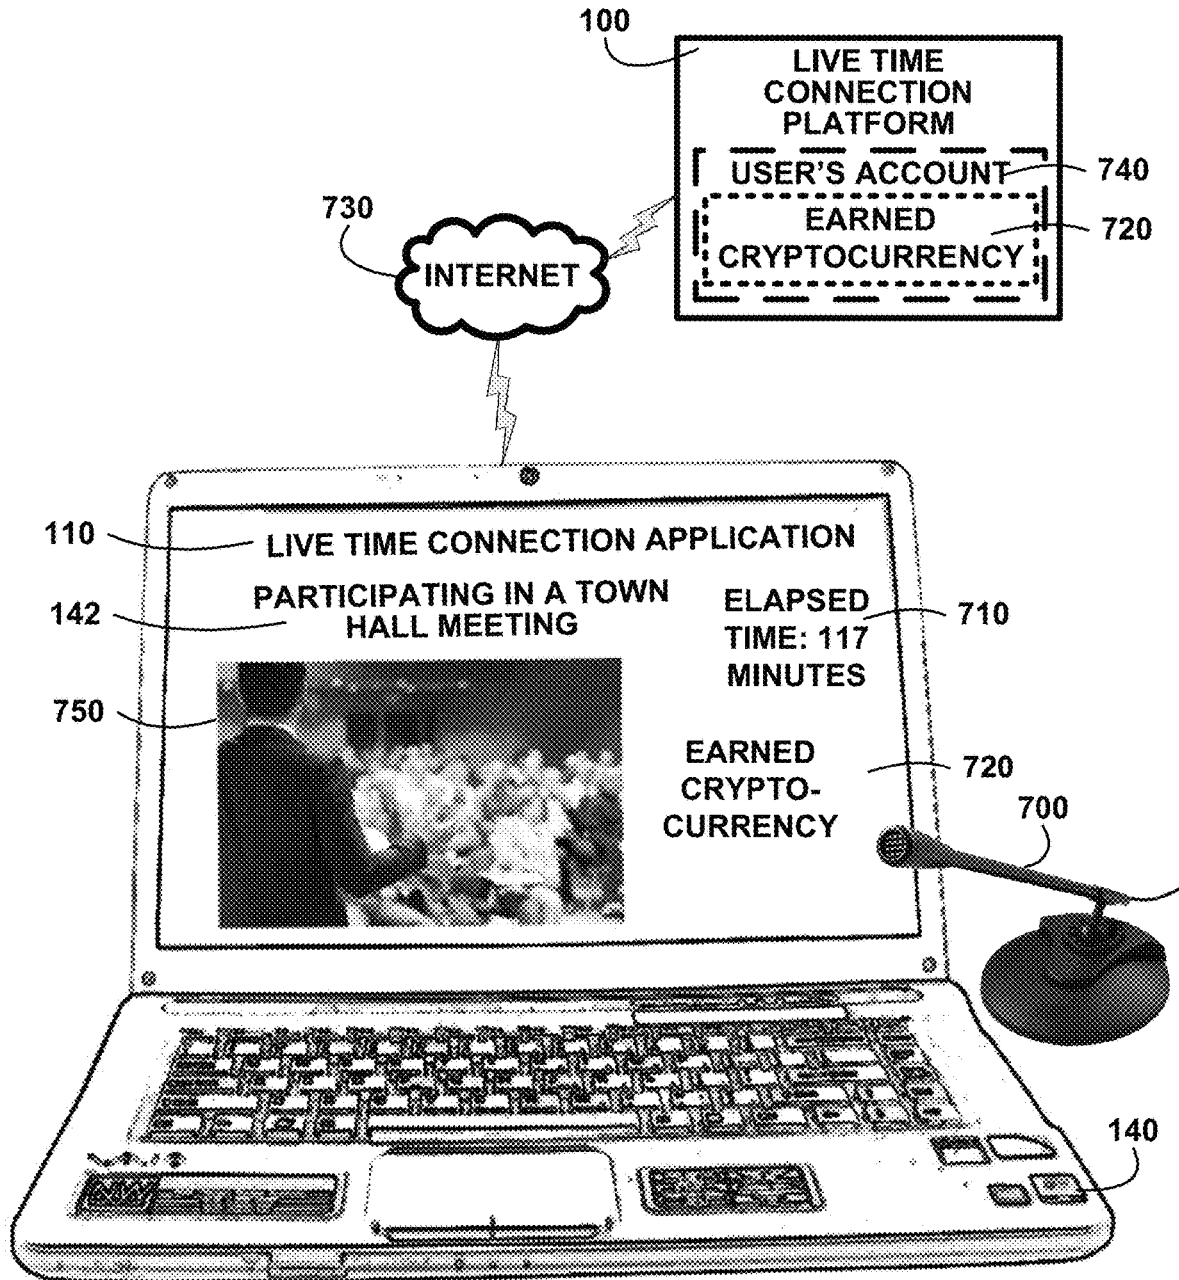 100
LIVE TIME
CONNECTION
PLATFORM
USER'S ACCOUNT
740
EARNED
CRYPTOCURRENCY
720
730
INTERNET
110
LIVE TIME CONNECTION APPLICATION
142
PARTICIPATING IN A TOWN
HALL MEETING
ELAPSED
TIME: 117
MINUTES
710
750
EARNED
CRYPTO-
CURRENCY
720
700
140